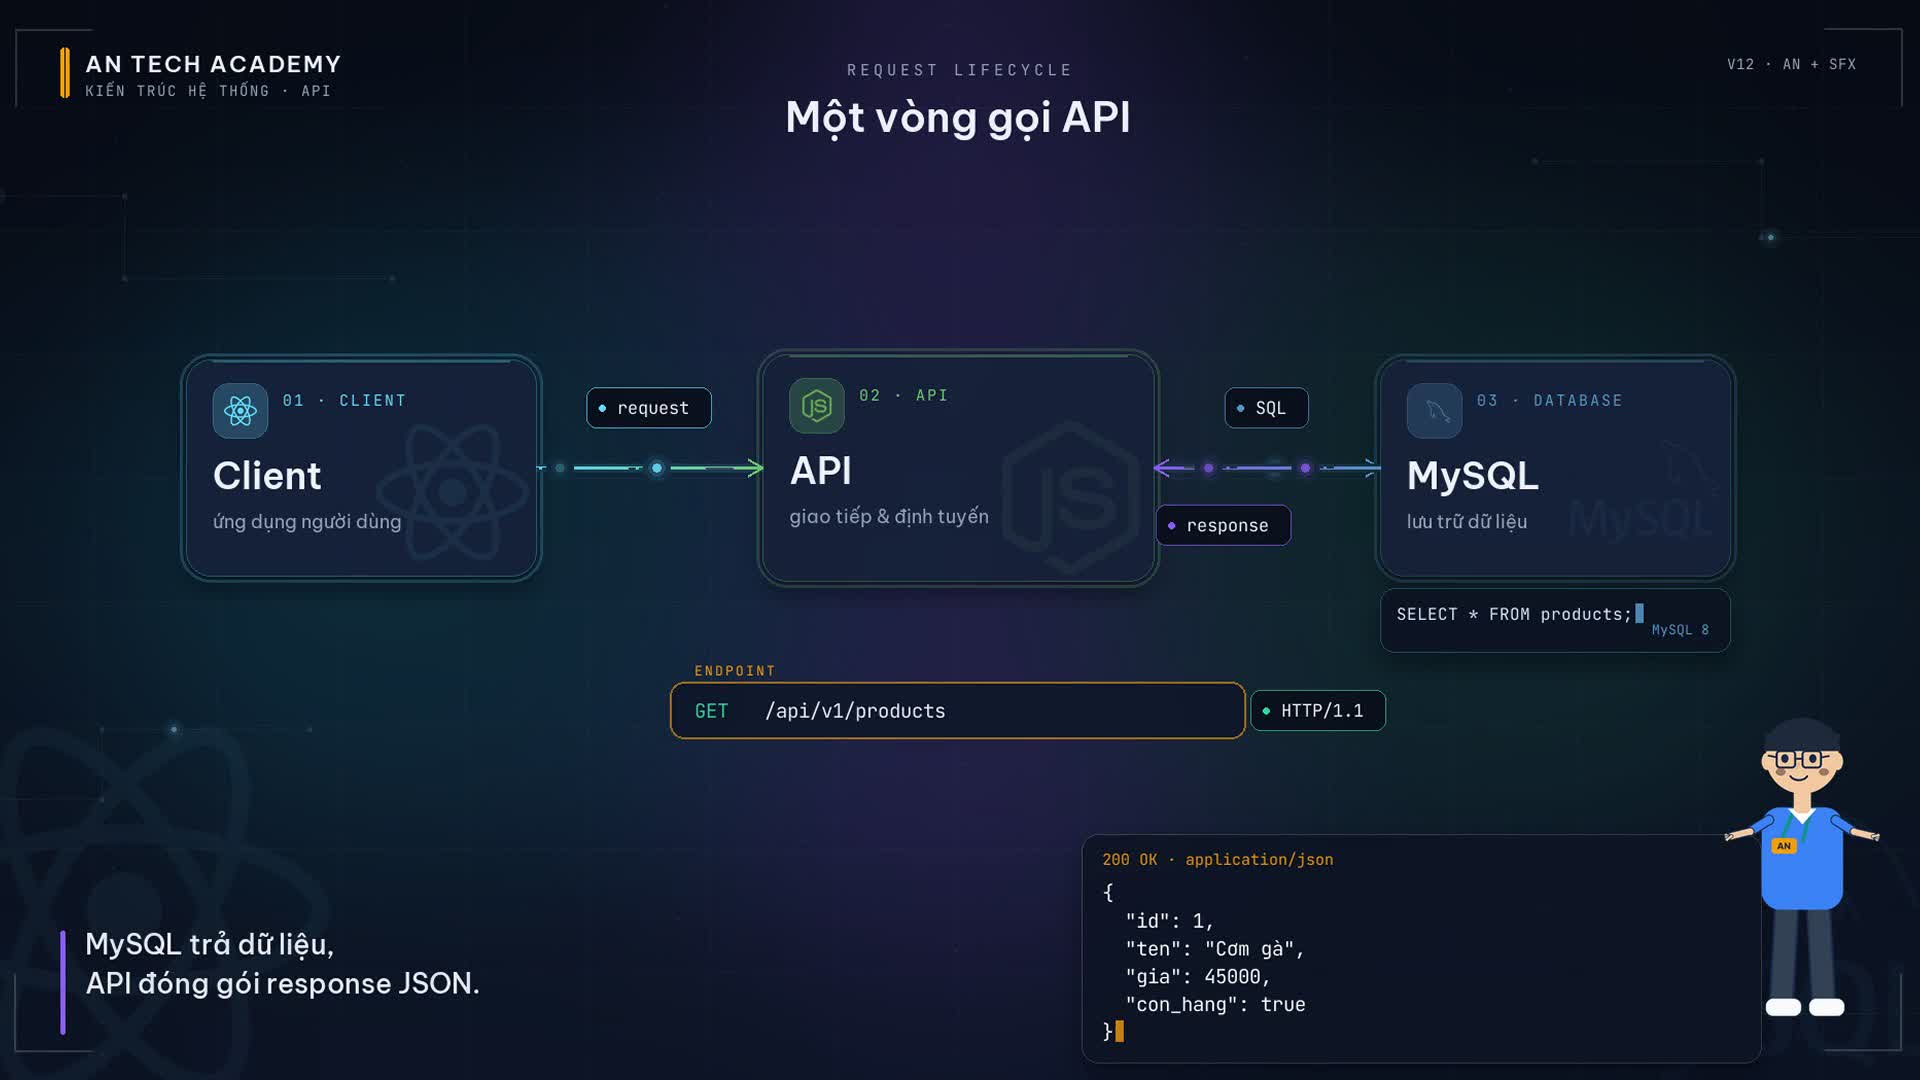 AN TECH ACADEMY
KIẾN TRÚC HỆ THỐNG · API
REQUEST LIFECYCLE
Một vòng gọi API
V12 · AN + SFX
01 · CLIENT
Client
ứng dụng người dùng
request
02 · API
API
giao tiếp & định tuyến
JS
JS
SQL
response
03 · DATABASE
MySQL
lưu trữ dữ liệu
MySQL
SELECT * FROM products;
MySQL 8
ENDPOINT
GET /api/v1/products
HTTP/1.1
200 OK · application/json
{
"id": 1,
"ten": "Cơm gà",
"gia": 45000,
"con_hang": true
}
AN
MySQL trả dữ liệu,
API đóng gói response JSON.